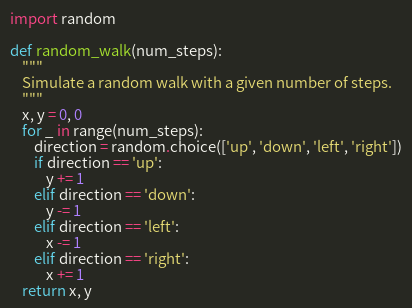 import random

def random_walk(num_steps):
    """
    Simulate a random walk with a given number of steps.
    """
    x, y = 0, 0
    for _ in range(num_steps):
        direction = random.choice(['up', 'down', 'left', 'right'])
        if direction == 'up':
            y += 1
        elif direction == 'down':
            y -= 1
        elif direction == 'left':
            x -= 1
        elif direction == 'right':
            x += 1
    return x, y